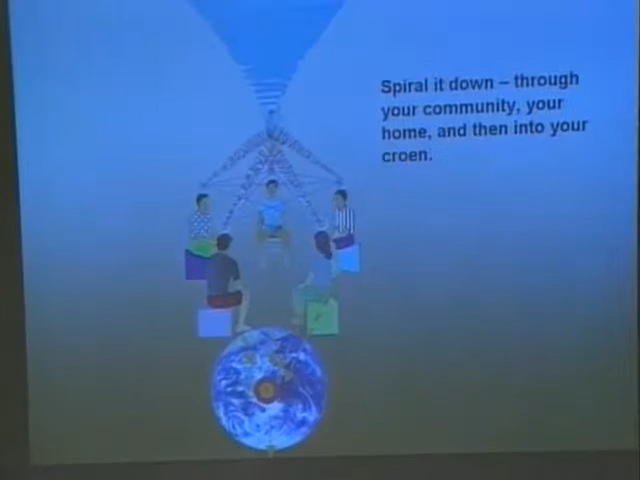 Spiral it down – through
your community, your
home, and then into your
croen.